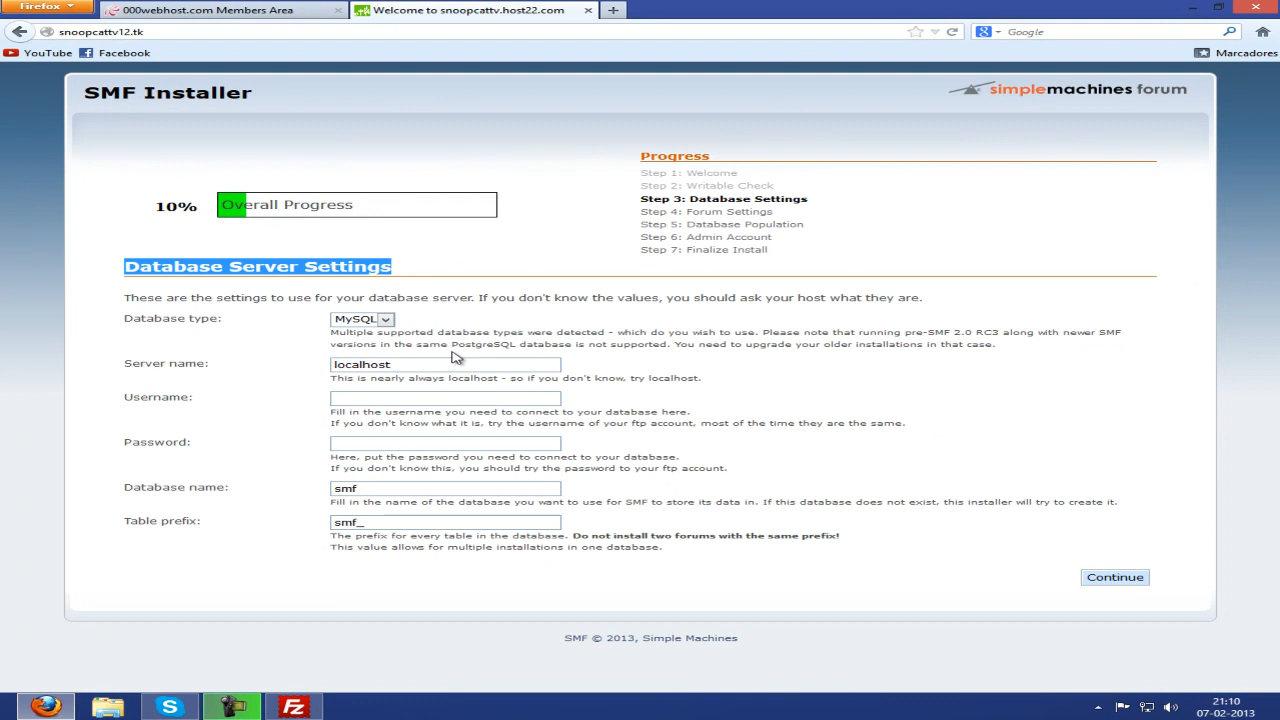 Firefox
000webhost.com Members Area
Welcome to snoopcattv.host22.com
snoopcattv12.tk
Google
YouTube
Facebook
Marcadores
SMF Installer
simplemachines forum
Progress
Step 1: Welcome
Step 2: Writable Check
Step 3: Database Settings
Step 4: Forum Settings
Step 5: Database Population
Step 6: Admin Account
Step 7: Finalize Install
10%
Overall Progress
Database Server Settings
These are the settings to use for your database server. If you don't know the values, you should ask your host what they are.
Database type:
MySQL
Multiple supported database types were detected - which do you wish to use. Please note that running pre-SMF 2.0 RC3 along with newer SMF
versions in the same PostgreSQL database is not supported. You need to upgrade your older installations in that case.
Server name:
localhost
This is nearly always localhost - so if you don't know, try localhost.
Username:
Fill in the username you need to connect to your database here.
If you don't know what it is, try the username of your ftp account, most of the time they are the same.
Password:
Here, put the password you need to connect to your database.
If you don't know this, you should try the password to your ftp account.
Database name:
smf
Fill in the name of the database you want to use for SMF to store its data in. If this database does not exist, this installer will try to create it.
Table prefix:
smf_
The prefix for every table in the database. Do not install two forums with the same prefix!
This value allows for multiple installations in one database.
Continue
SMF © 2013, Simple Machines
21:10
07-02-2013